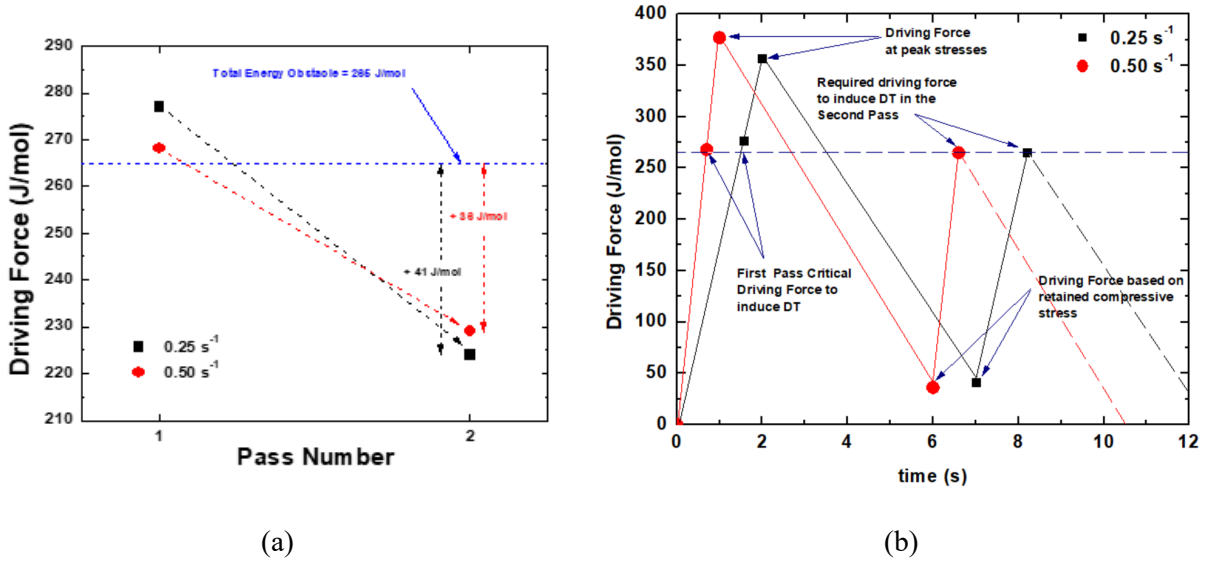 290
280
270
260
250
240
230
220
210
Driving Force (J/mol)
Total Energy Obstacle = 265 J/mol
+ 36 J/mol
+ 41 J/mol
0.25 s⁻¹
0.50 s⁻¹
1
2
Pass Number
(a)
400
350
300
250
200
150
100
50
0
Driving Force (J/mol)
Driving Force
at peak stresses
0.25 s⁻¹
0.50 s⁻¹
Required driving force
to induce DT in the
Second Pass
First Pass Critical
Driving Force to
induce DT
Driving Force based on
retained compressive
stress
0
2
4
6
8
10
12
time (s)
(b)